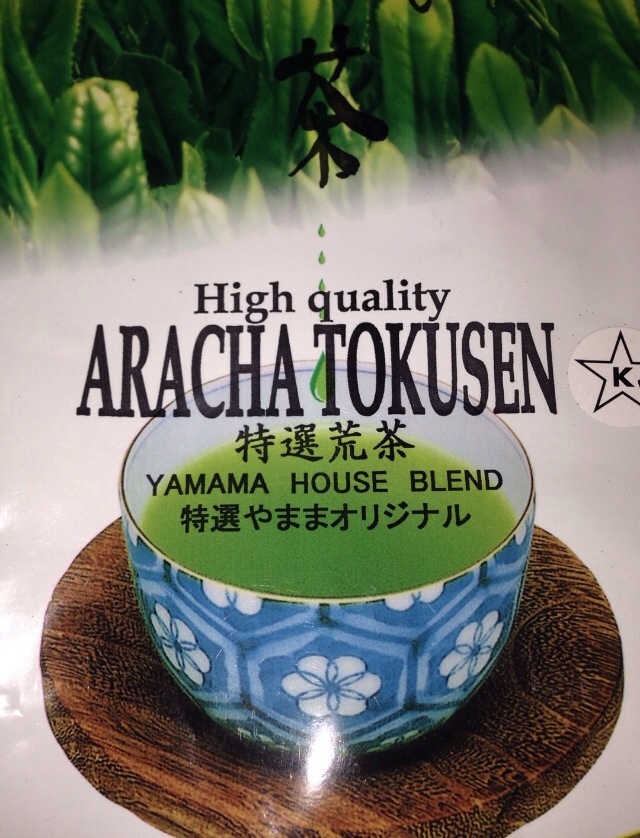 茶
High quality
ARACHA TOKUSEN
K
特選荒茶
YAMAMA HOUSE BLEND
特選やままオリジナル